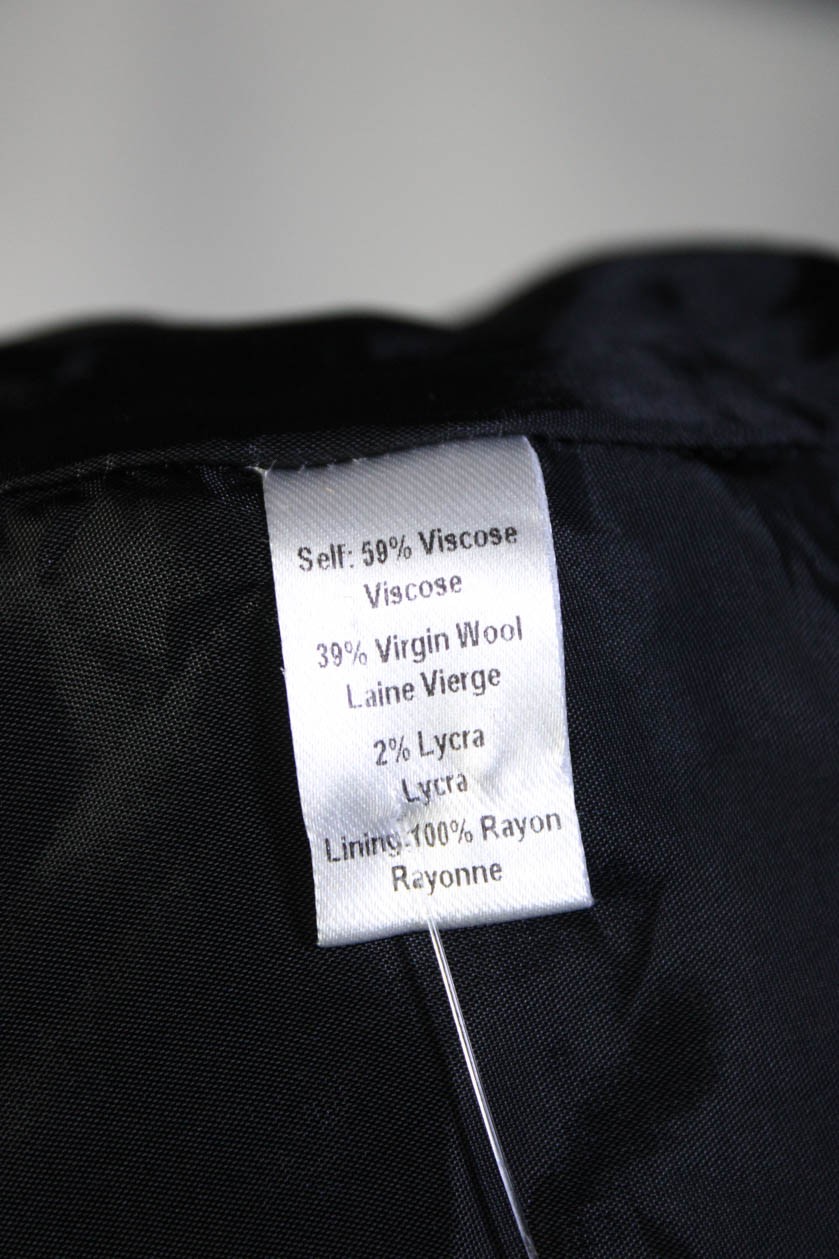 Self: 59% Viscose
Viscose
39% Virgin Wool
Laine Vierge
2% Lycra
Lycra
Lining:100% Rayon
Rayonne